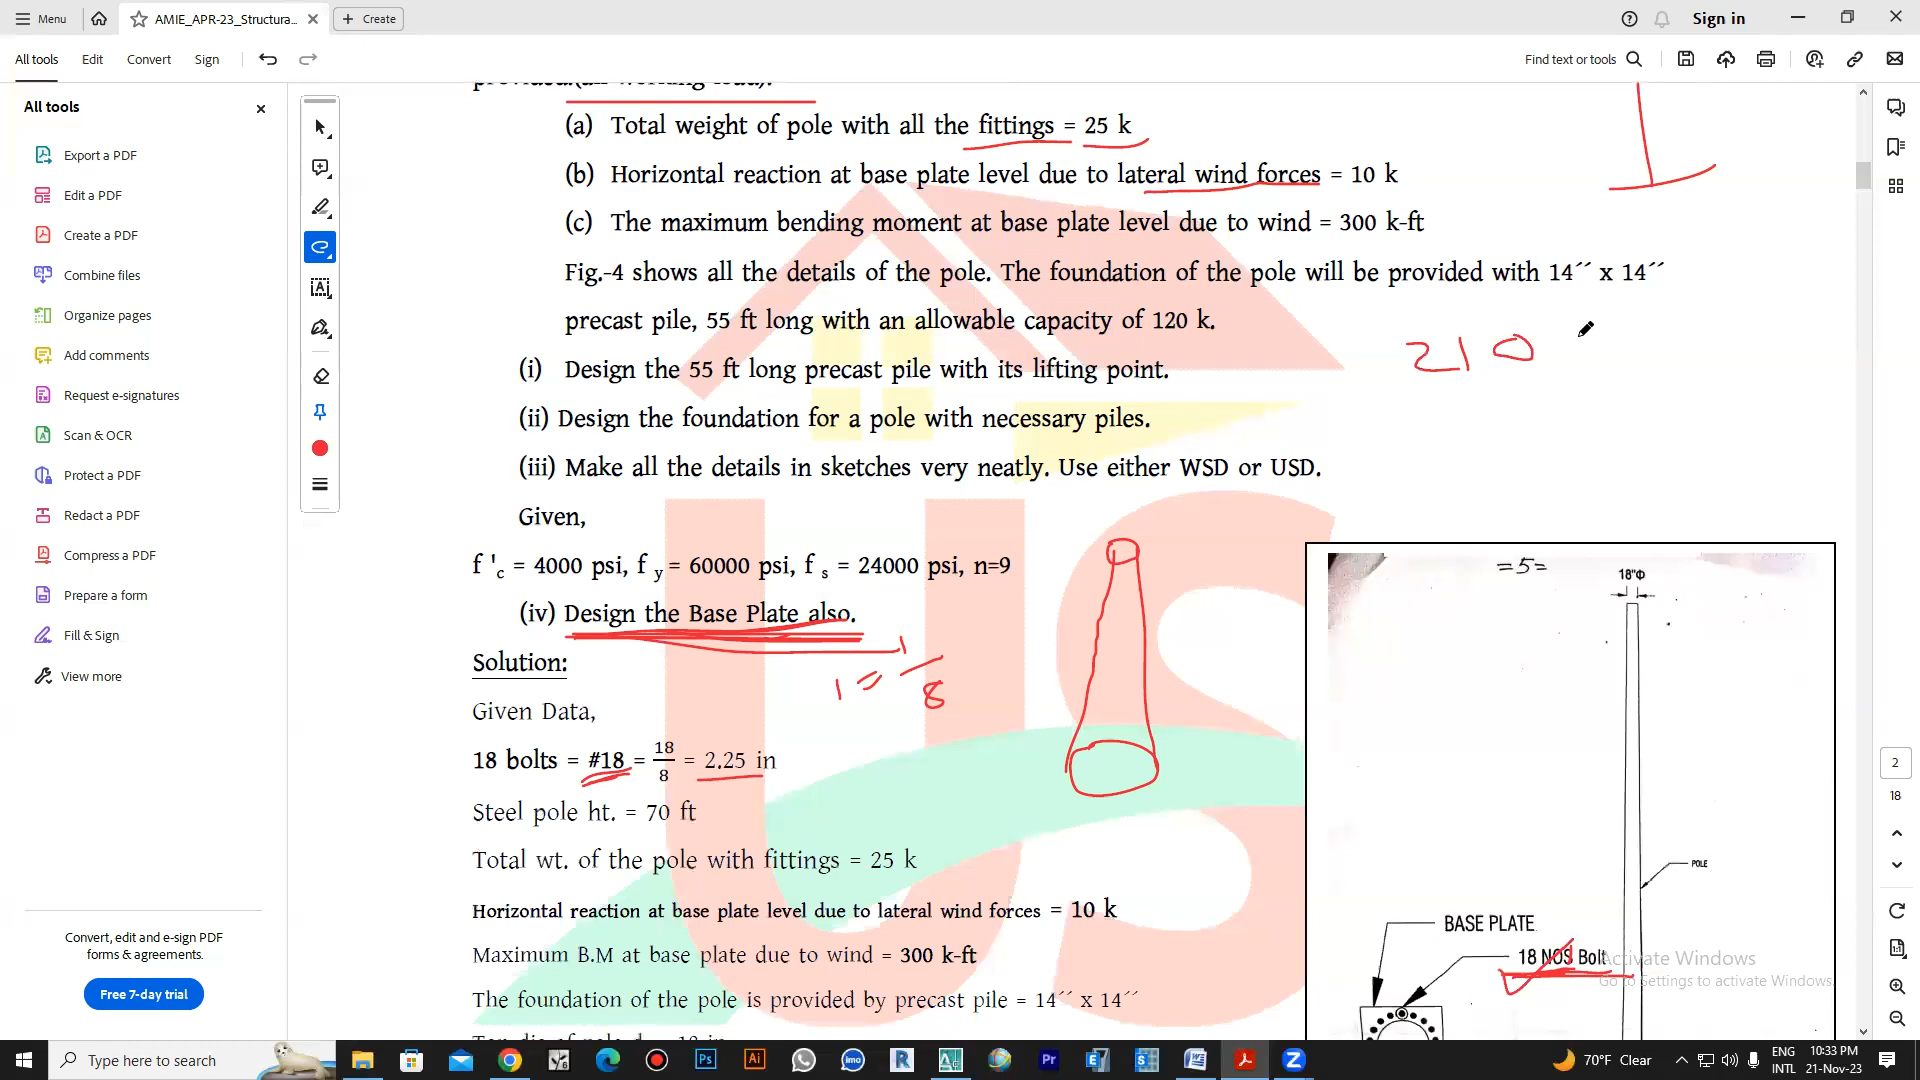 Menu
AMIE_APR-23_Structura...
Create
Sign in
All tools
Edit
Convert
Sign
Find text or tools
All tools
Export a PDF
Edit a PDF
Create a PDF
Combine files
Organize pages
Add comments
Request e-signatures
Scan & OCR
Protect a PDF
Redact a PDF
Compress a PDF
Prepare a form
Fill & Sign
View more
Convert, edit and e-sign PDF
forms & agreements.
Free 7-day trial
(a) Total weight of pole with all the fittings = 25 k
(b) Horizontal reaction at base plate level due to lateral wind forces = 10 k
(c) The maximum bending moment at base plate level due to wind = 300 k-ft
Fig.-4 shows all the details of the pole. The foundation of the pole will be provided with 14´´ x 14´´
precast pile, 55 ft long with an allowable capacity of 120 k.
210
(i) Design the 55 ft long precast pile with its lifting point.
(ii) Design the foundation for a pole with necessary piles.
(iii) Make all the details in sketches very neatly. Use either WSD or USD.
Given,
f 'c = 4000 psi, f y = 60000 psi, f s = 24000 psi, n=9
(iv) Design the Base Plate also.
1 = 1/8
Solution:
Given Data,
18 bolts = #18 = 18/8 = 2.25 in
Steel pole ht. = 70 ft
Total wt. of the pole with fittings = 25 k
Horizontal reaction at base plate level due to lateral wind forces = 10 k
Maximum B.M at base plate due to wind = 300 k-ft
The foundation of the pole is provided by precast pile = 14´´ x 14´´
=5=
18"Φ
POLE
BASE PLATE
18 NOS Bolt
US
Activate Windows
Go to Settings to activate Windows.
2
18
Type here to search
70°F Clear
ENG
INTL
10:33 PM
21-Nov-23